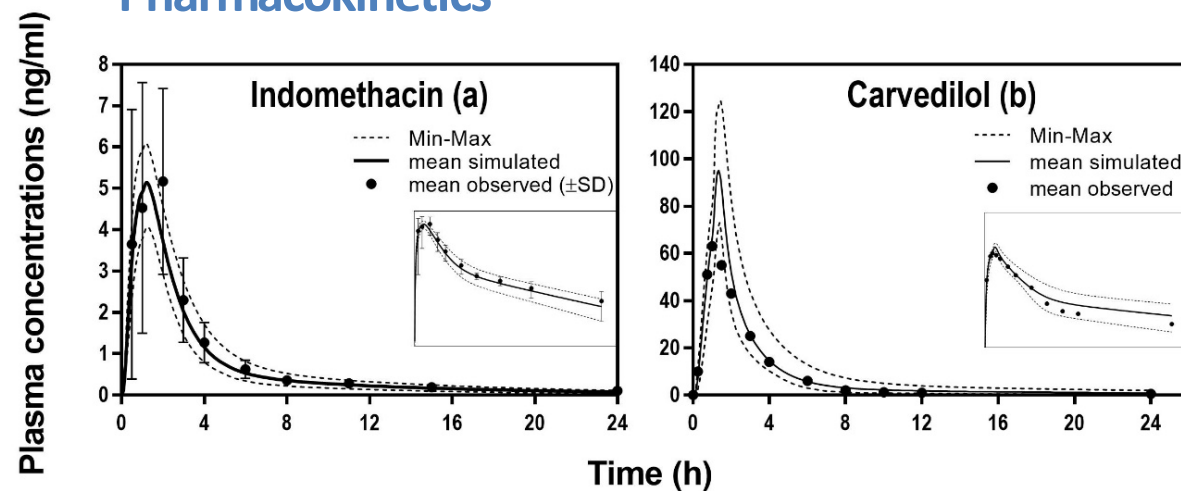 Pharmacokinetics
Plasma concentrations (ng/ml)
Indomethacin (a)
Min-Max
mean simulated
mean observed (±SD)
8
7
6
5
4
3
2
1
0
0 4 8 12 16 20 24
Carvedilol (b)
Min-Max
mean simulated
mean observed
140
120
100
80
60
40
20
0
0 4 8 12 16 20 24
Time (h)